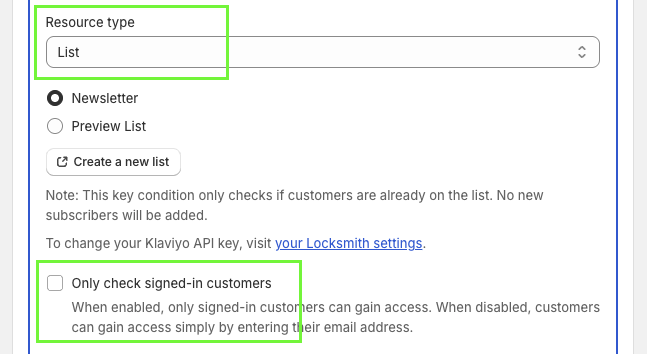 Resource type
List
Newsletter
Preview List
Create a new list
Note: This key condition only checks if customers are already on the list. No new
subscribers will be added.
To change your Klaviyo API key, visit your Locksmith settings.
Only check signed-in customers
When enabled, only signed-in customers can gain access. When disabled, customers
can gain access simply by entering their email address.